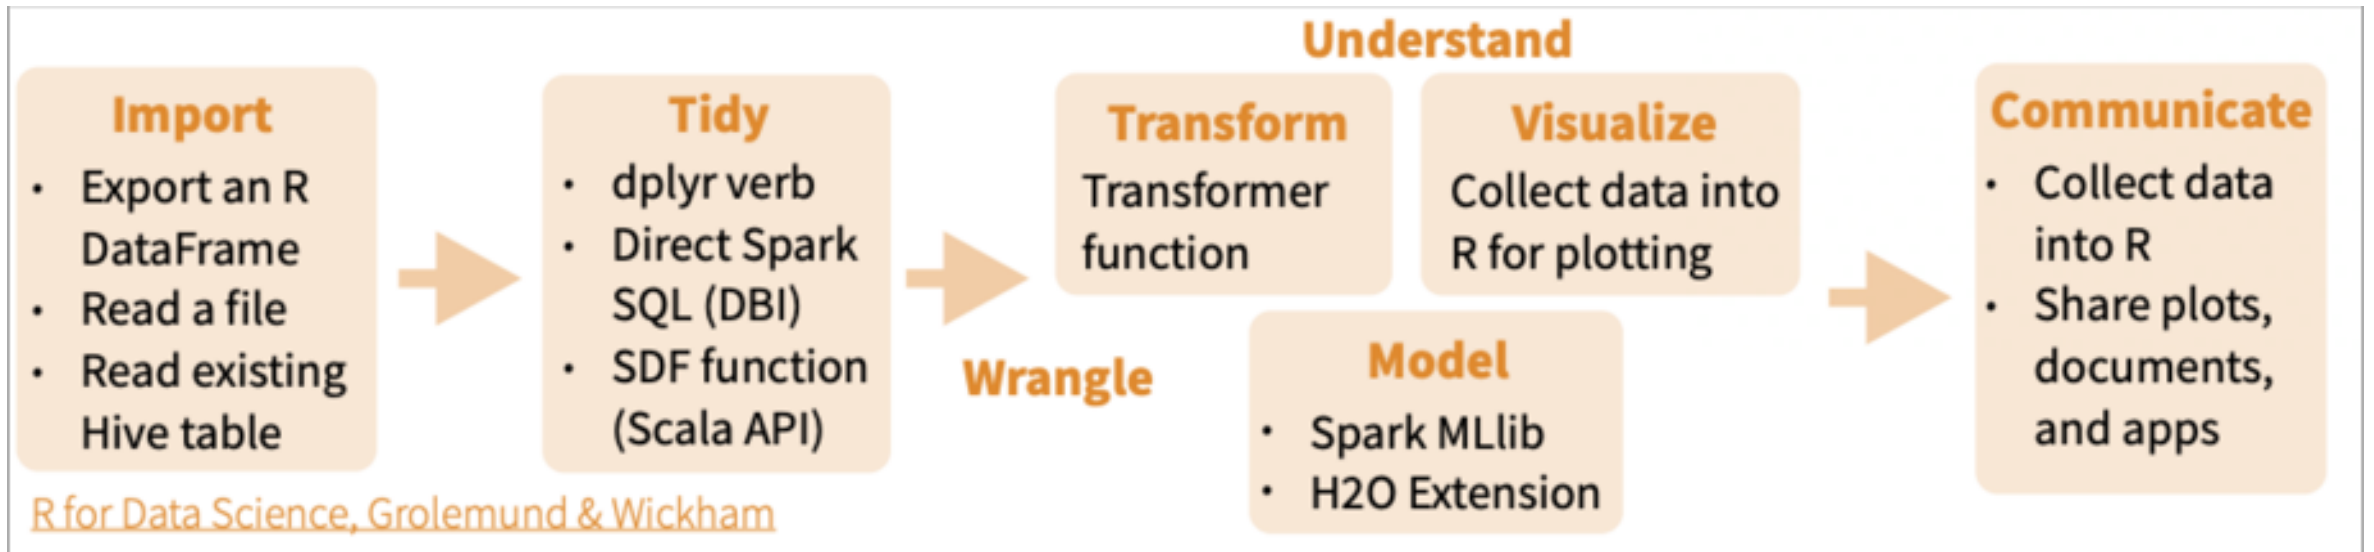 Import
• Export an R
DataFrame
• Read a file
• Read existing
Hive table
R for Data Science, Grolemund & Wickham
Tidy
• dplyr verb
• Direct Spark
SQL (DBI)
• SDF function
(Scala API)
Wrangle
Understand
Transform
Transformer
function
Visualize
Collect data into
R for plotting
Model
• Spark MLlib
• H2O Extension
Communicate
• Collect data
into R
• Share plots,
documents,
and apps